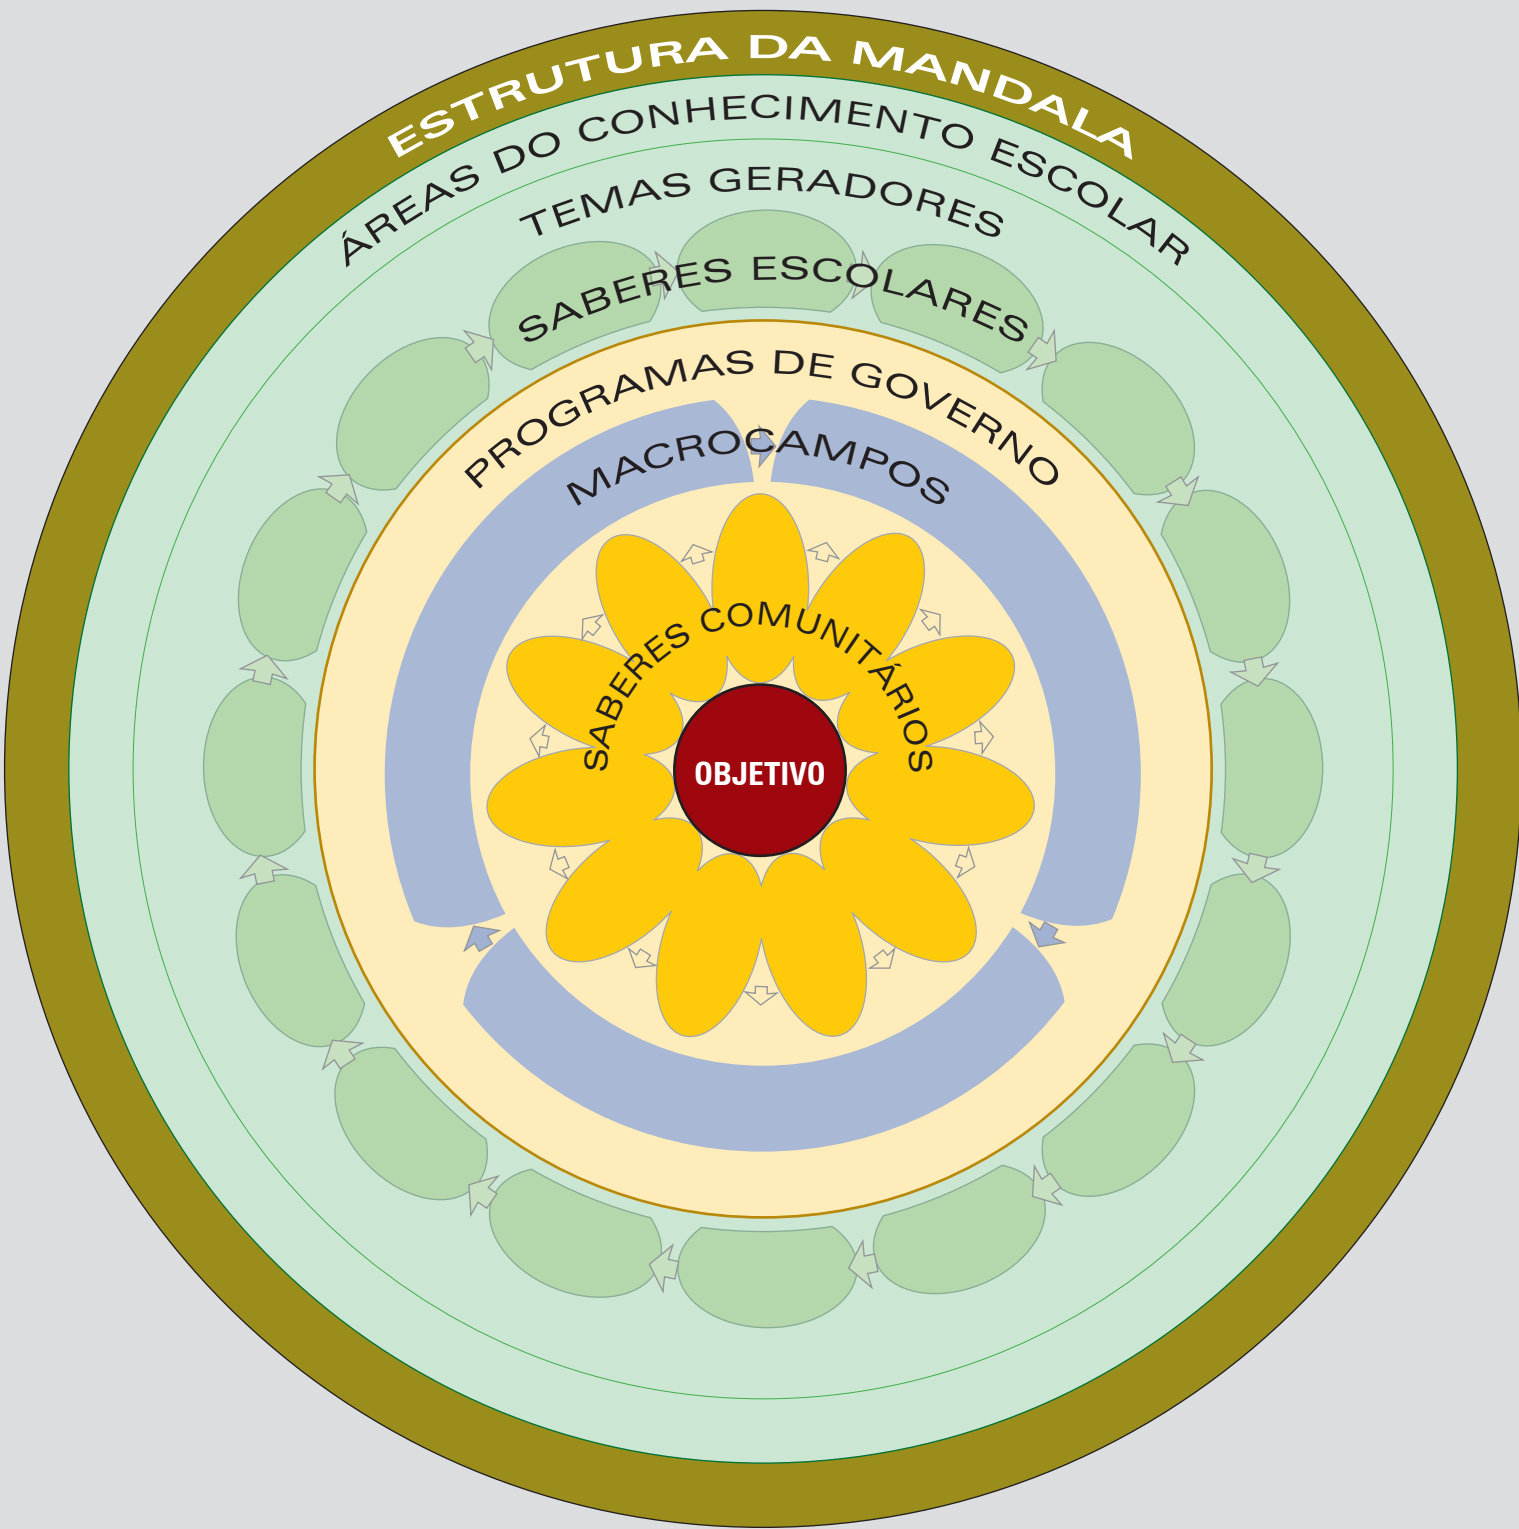 ESTRUTURA DA MANDALA
ÁREAS DO CONHECIMENTO ESCOLAR
TEMAS GERADORES
SABERES ESCOLARES
PROGRAMAS DE GOVERNO
MACROCAMPOS
SABERES COMUNITÁRIOS
OBJETIVO